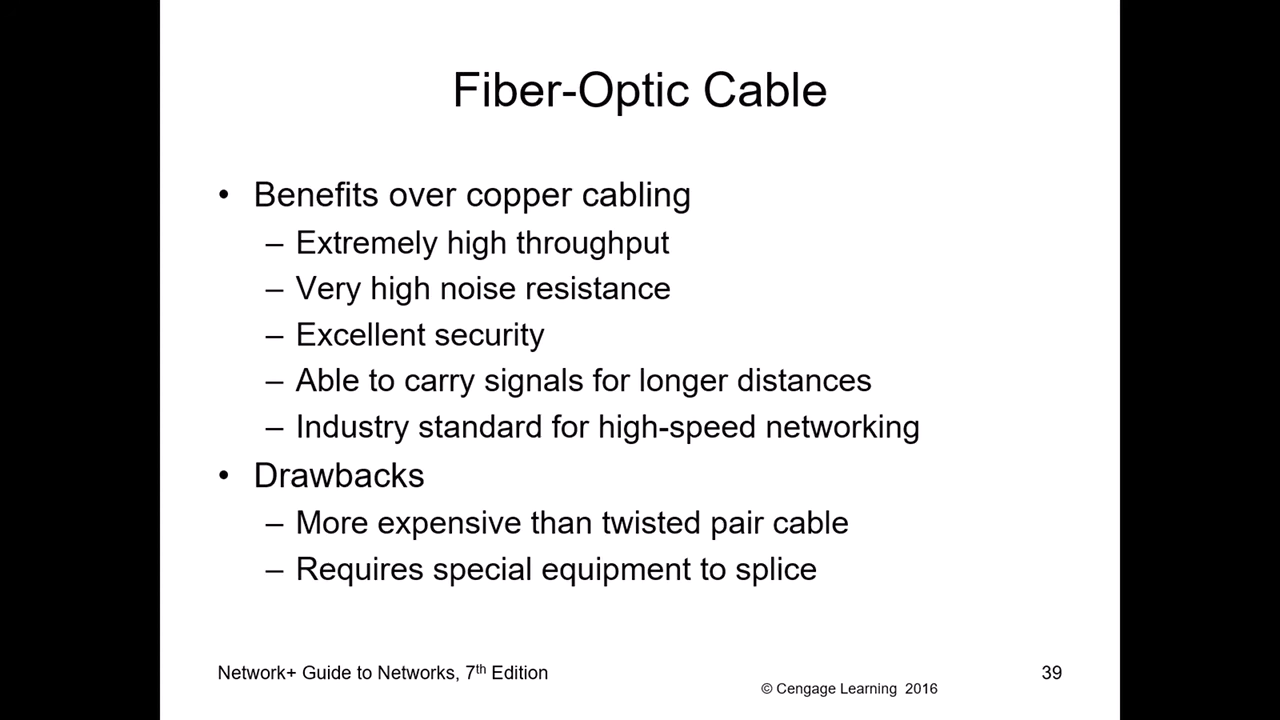 Fiber-Optic Cable
• Benefits over copper cabling
– Extremely high throughput
– Very high noise resistance
– Excellent security
– Able to carry signals for longer distances
– Industry standard for high-speed networking
• Drawbacks
– More expensive than twisted pair cable
– Requires special equipment to splice
Network+ Guide to Networks, 7th Edition
39
© Cengage Learning 2016